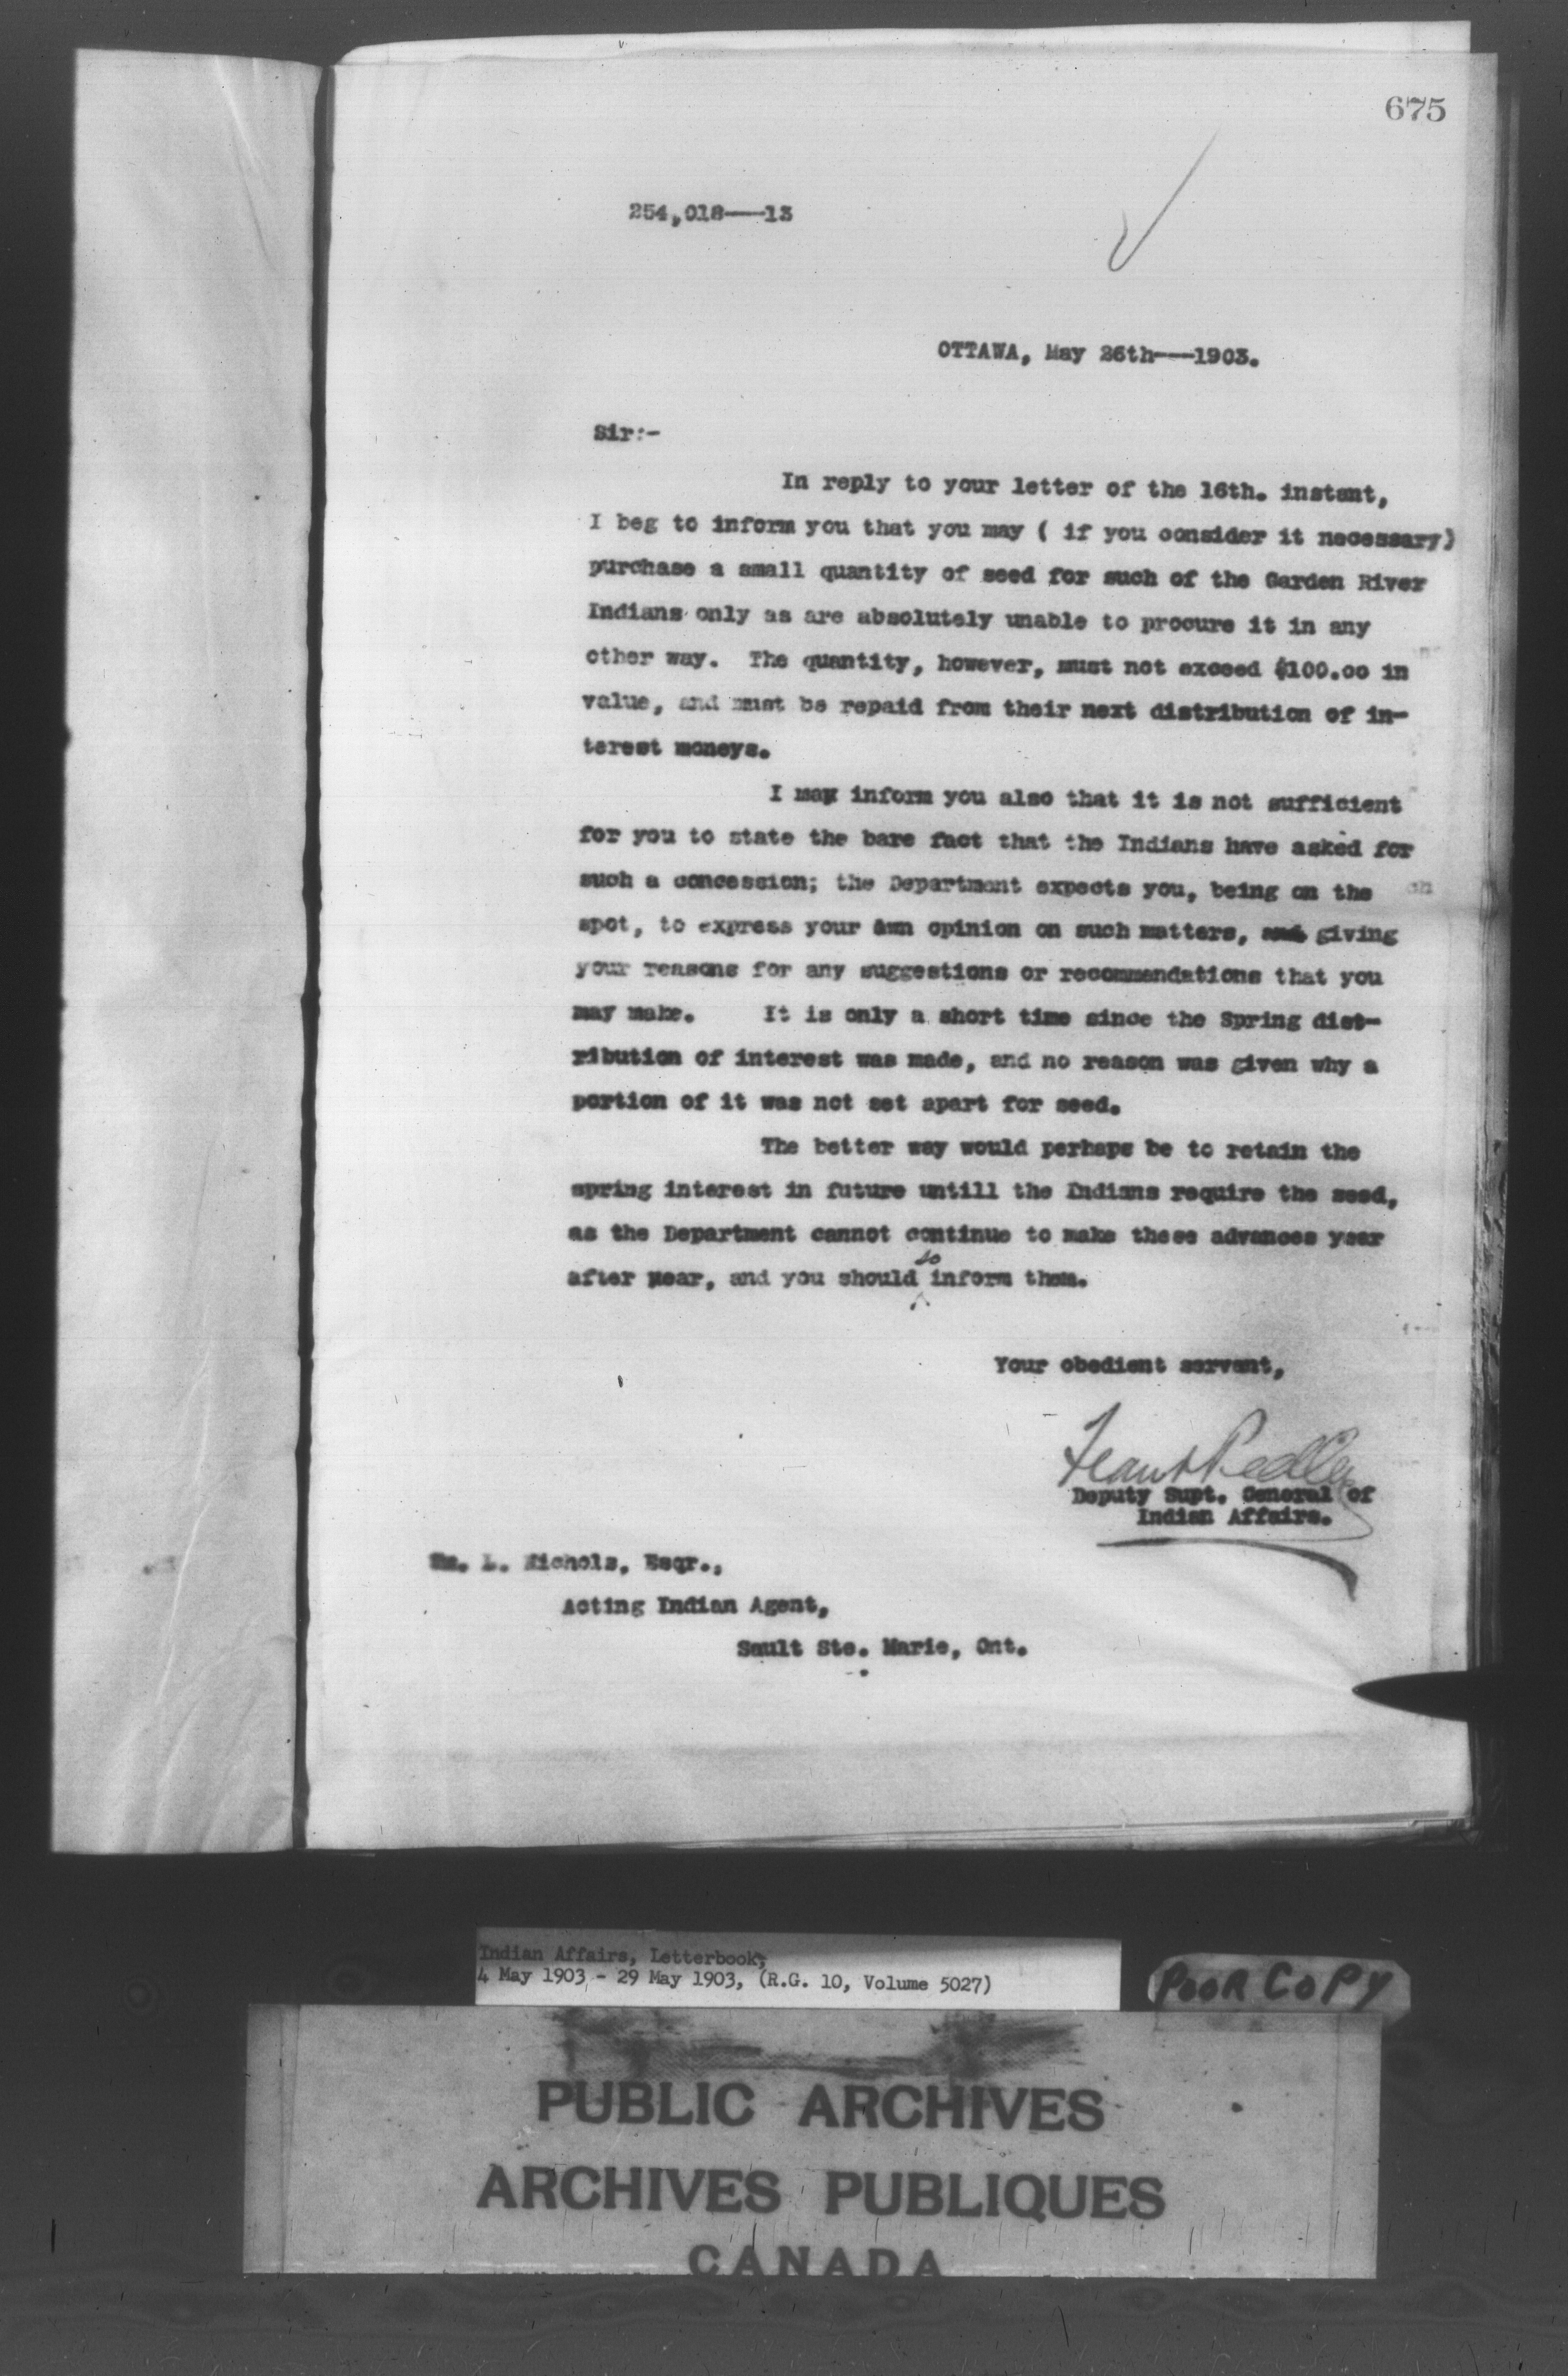 675
254,018---13
OTTAWA, May 26th---1903.
Sir:-
In reply to your letter of the 16th. instant,
I beg to inform you that you may ( if you consider it necessary)
purchase a small quantity of seed for such of the Garden River
Indians only as are absolutely unable to procure it in any
other way. The quantity, however, must not exceed $100.00 in
value, and must be repaid from their next distribution of in-
terest moneys.
I may inform you also that it is not sufficient
for you to state the bare fact that the Indians have asked for
such a concession; the Department expects you, being on the
spot, to express your own opinion on such matters, and giving
your reasons for any suggestions or recommendations that you
may make. It is only a short time since the Spring dist-
ribution of interest was made, and no reason was given why a
portion of it was not set apart for seed.
The better way would perhaps be to retain the
spring interest in future untill the Indians require the seed,
as the Department cannot continue to make these advances year
after year, and you should so inform them.
Your obedient servant,
Frank Pedley
Deputy Supt. General of
Indian Affairs.
Wm. L. Nichols, Esqr.,
Acting Indian Agent,
Sault Ste. Marie, Ont.
Indian Affairs, Letterbook,
4 May 1903 - 29 May 1903, (R.G. 10, Volume 5027)
POOR COPY
PUBLIC ARCHIVES
ARCHIVES PUBLIQUES
CANADA